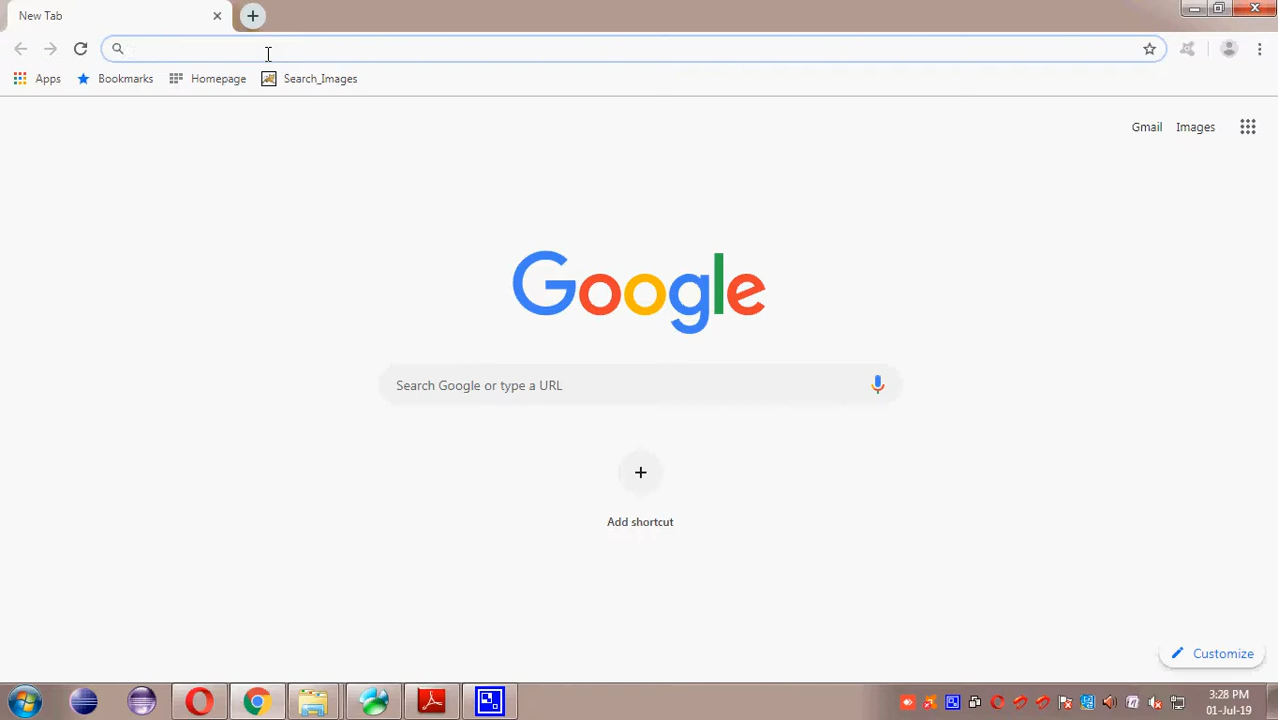 New Tab
Apps Bookmarks Homepage Search_Images
Gmail Images
Google
Search Google or type a URL
Add shortcut
Customize
3:28 PM
01-Jul-19